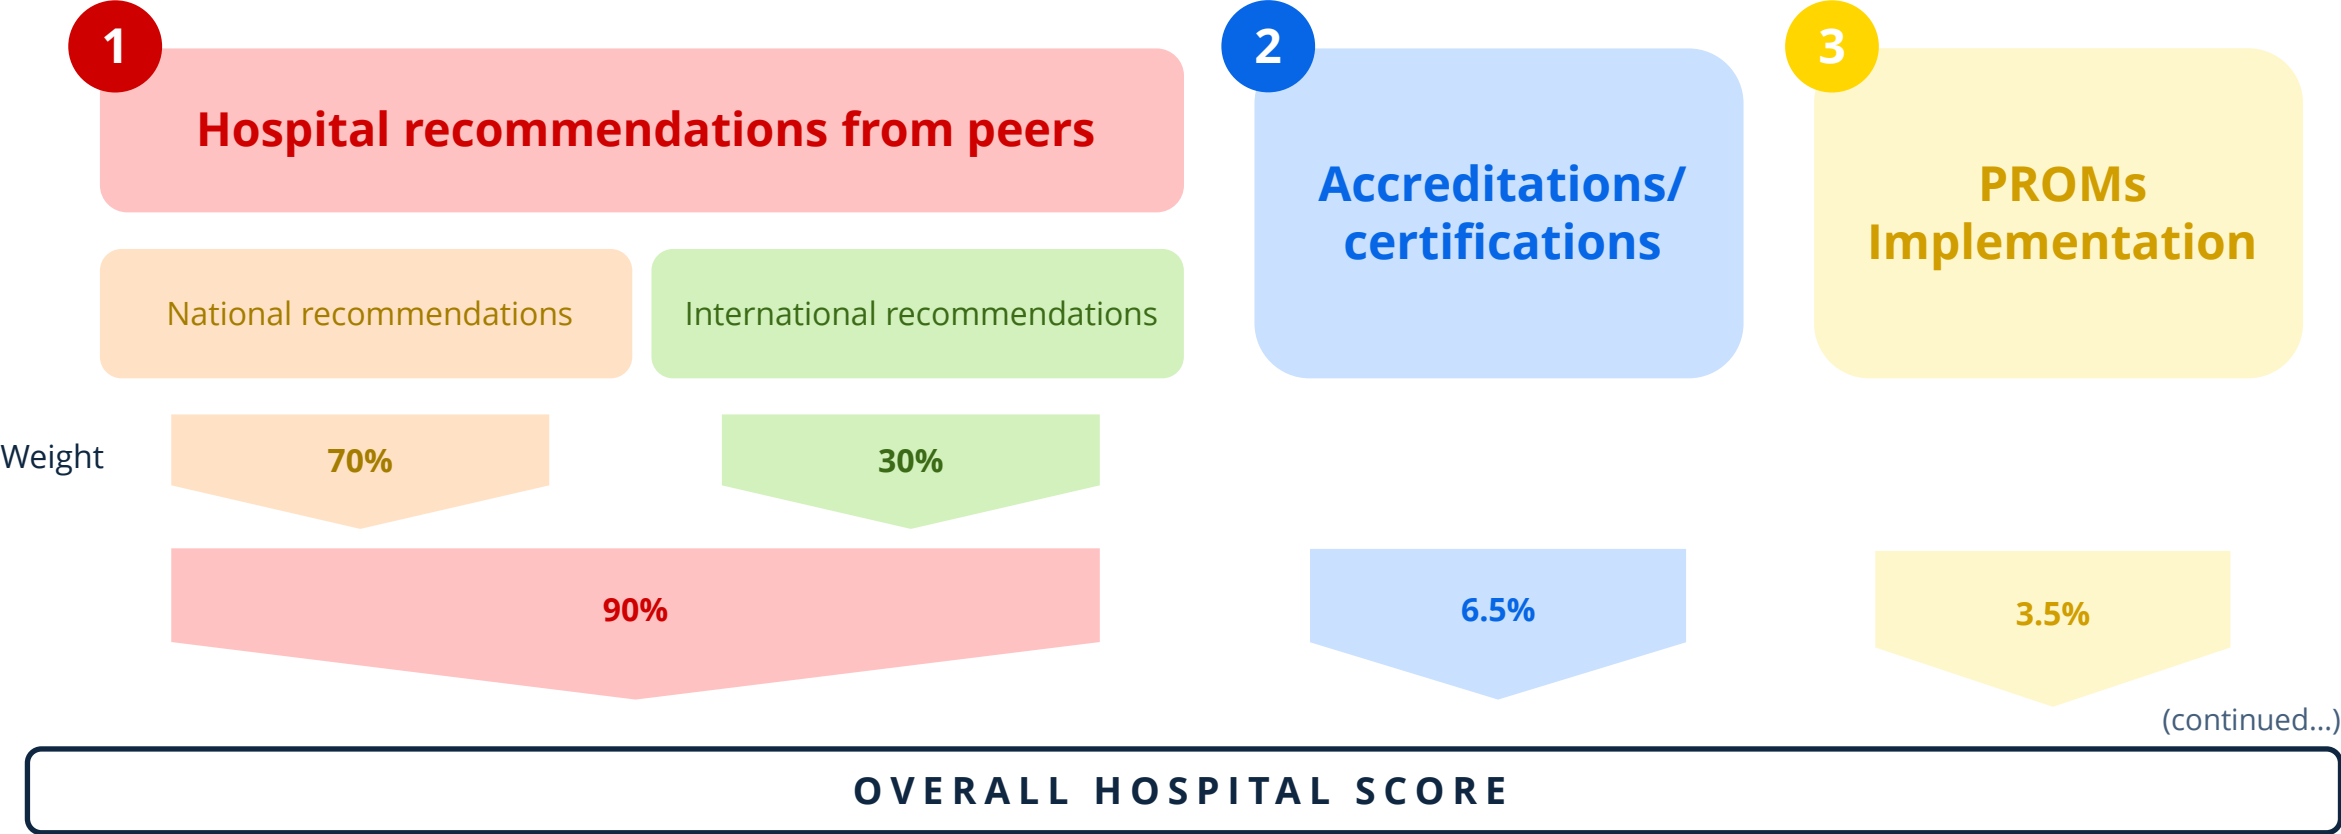 1
Hospital recommendations from peers
National recommendations
International recommendations
2
Accreditations/
certifications
3
PROMs
Implementation
Weight
70%
30%
90%
6.5%
3.5%
(continued...)
OVERALL HOSPITAL SCORE